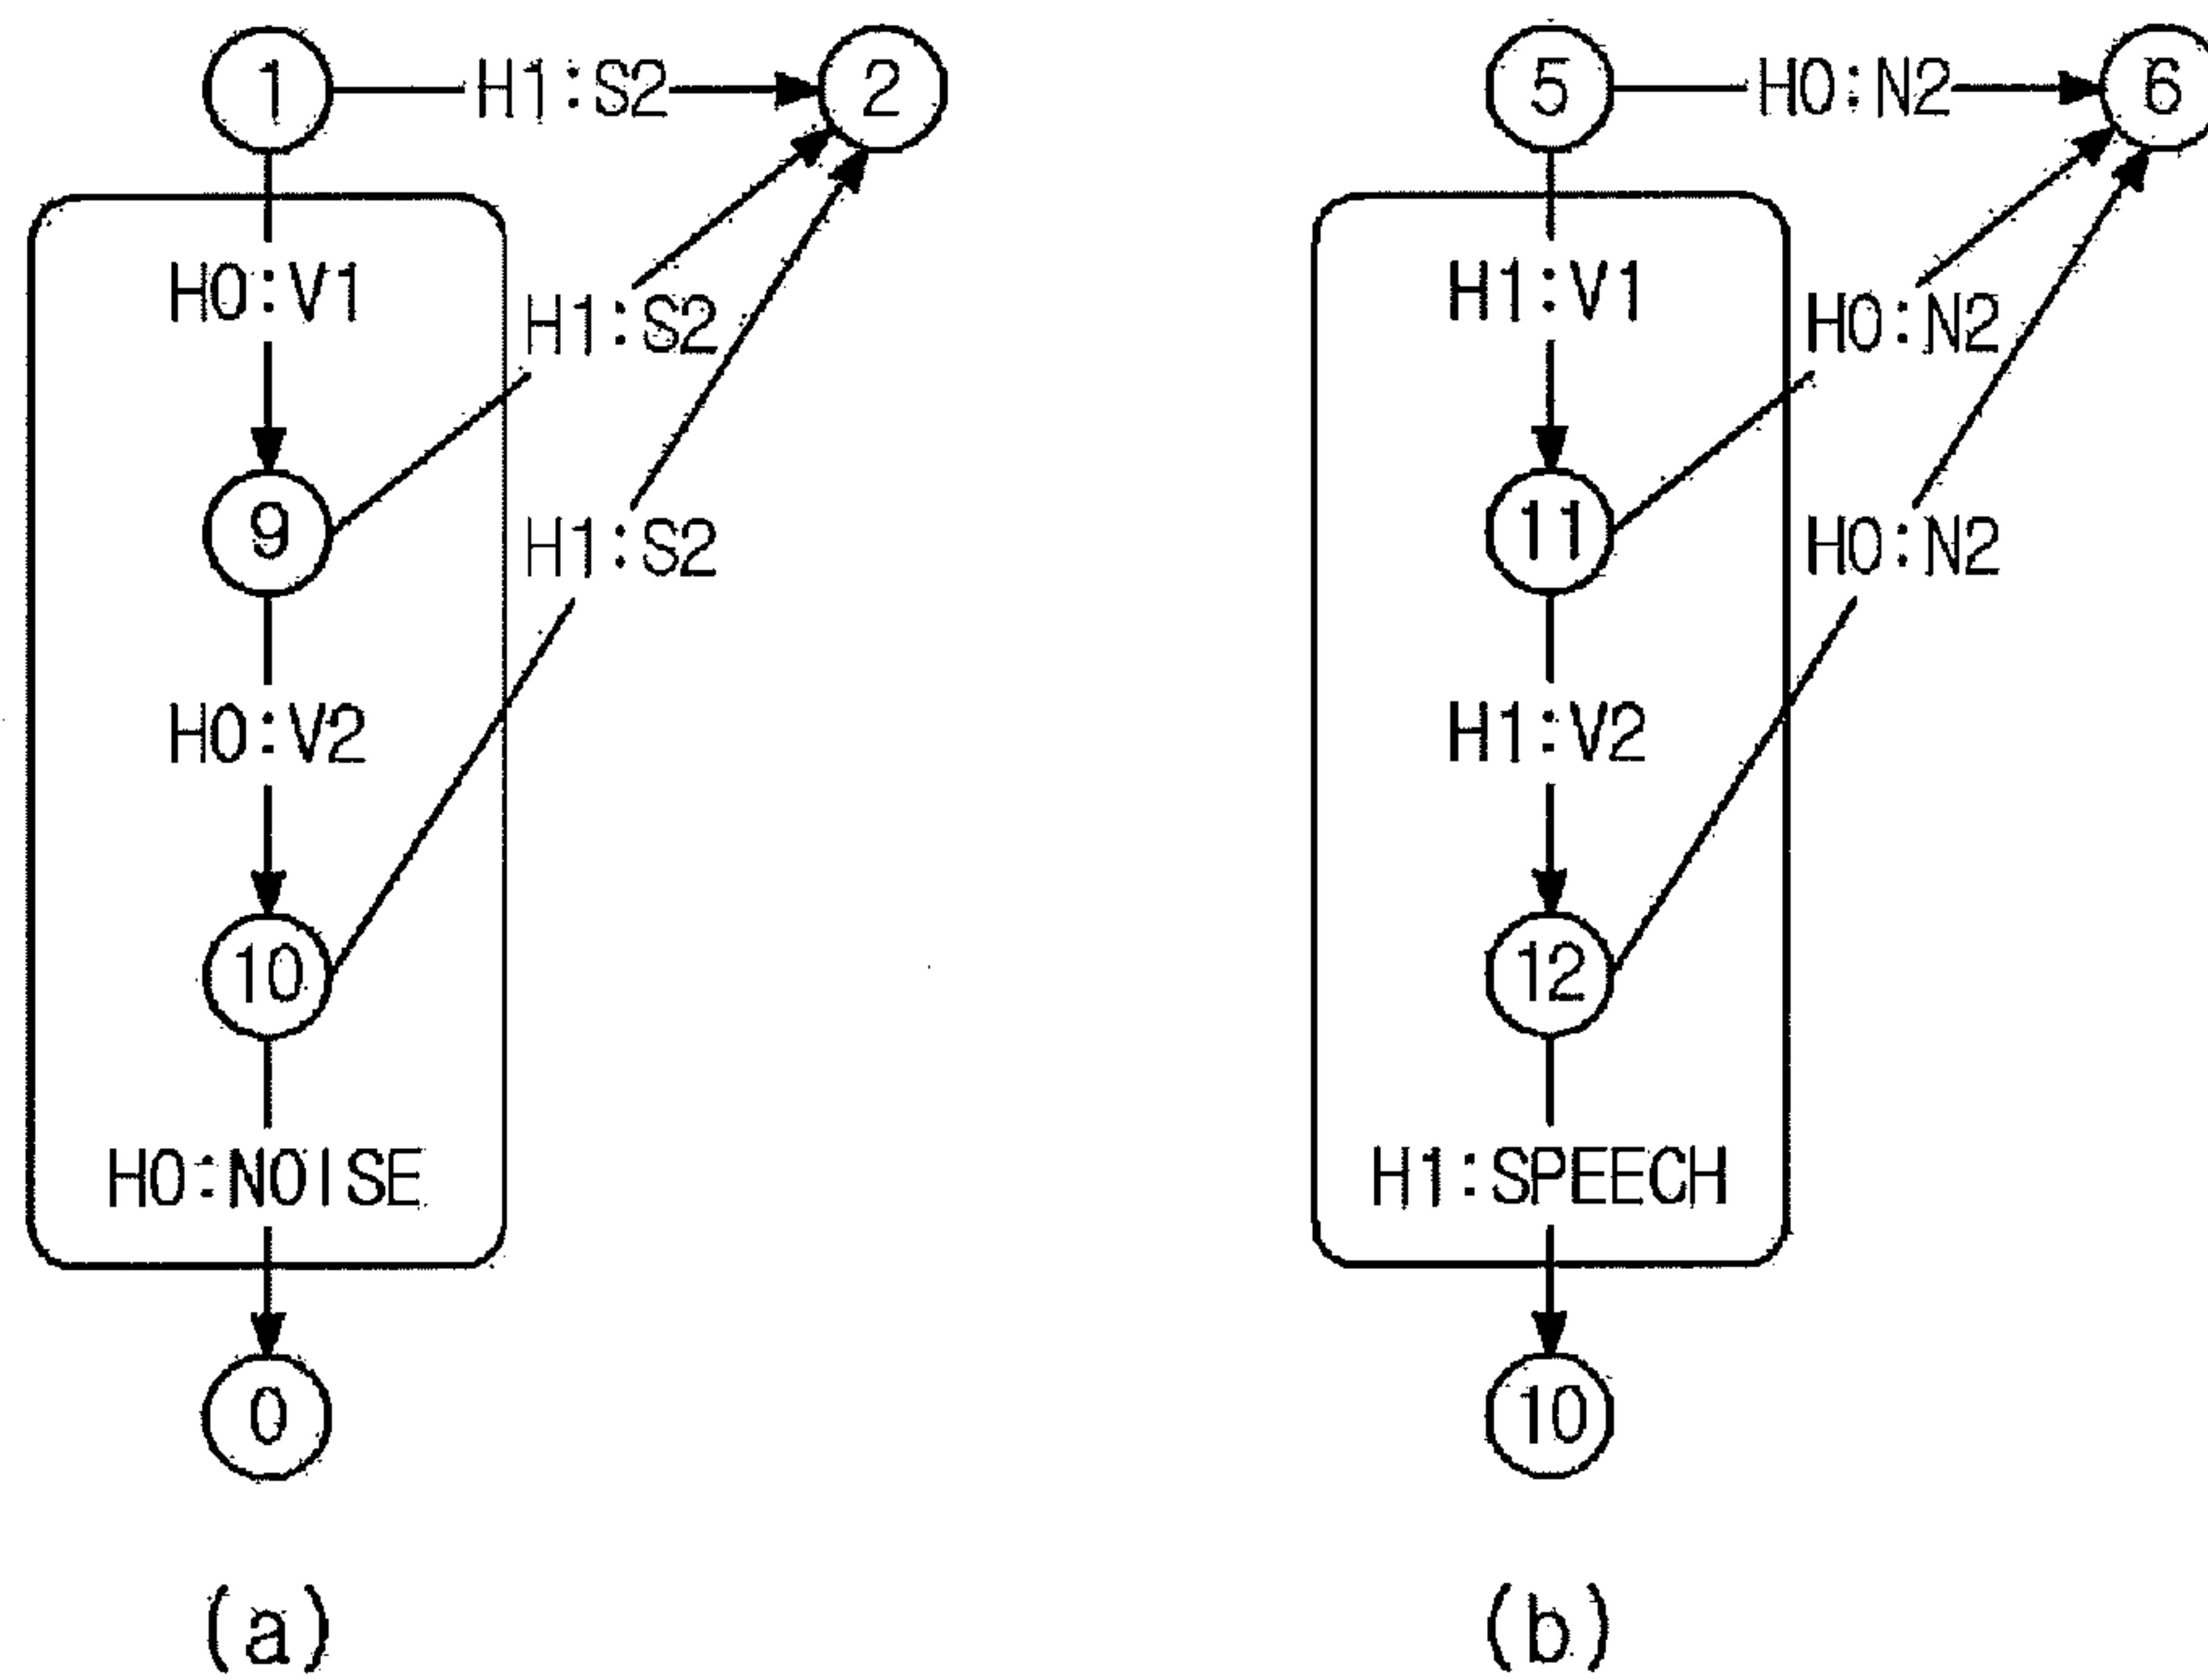 1 H1:S2 2
H0:V1
H1:S2
9
H1:S2
H0:V2
10
H0:NOISE
0
(a)
5 H0:N2 6
H1:V1
H0:N2
11
H0:N2
H1:V2
12
H1:SPEECH
10
(b)